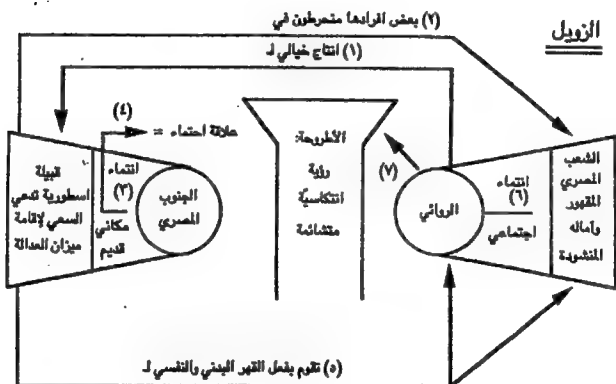 الزويل
(٢) بعض افرادها منخرطون في
(١) انتاج خيالي لـ
(٤)
علاقة احتماء =
قبيلة
اسطورية تدعي
السعي لإقامة
ميزان العدالة
انتماء
(٣)
مكاني
قديم
الجنوب
المصري
الأطروحة:
رؤية
انتكاسية
متشائمة
(٧)
الروائي
انتماء
(٦)
اجتماعي
الشعب
المصري
المقهور
وآماله
المنشودة
(٥) تقوم بفعل القهر البدني والنفسي لـ